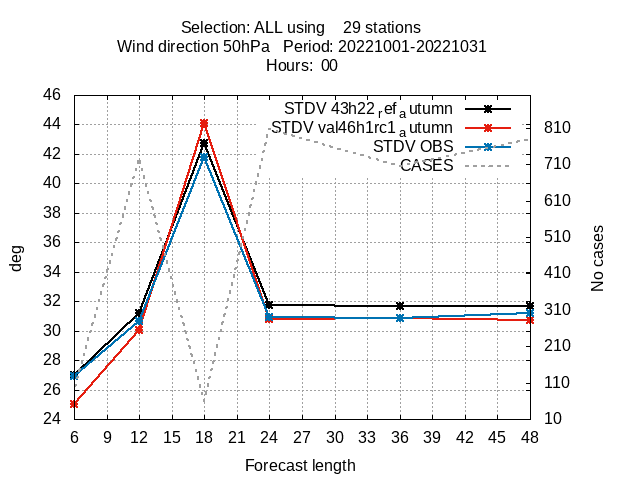 Selection: ALL using    29 stations
Wind direction 50hPa   Period: 20221001-20221031
Hours:  00
STDV 43h22refautumn
STDV val46h1rc1autumn
STDV OBS
CASES
46
44
42
40
38
36
34
32
30
28
26
24
deg
810
710
610
510
410
310
210
110
10
No cases
6 9 12 15 18 21 24 27 30 33 36 39 42 45 48
Forecast length